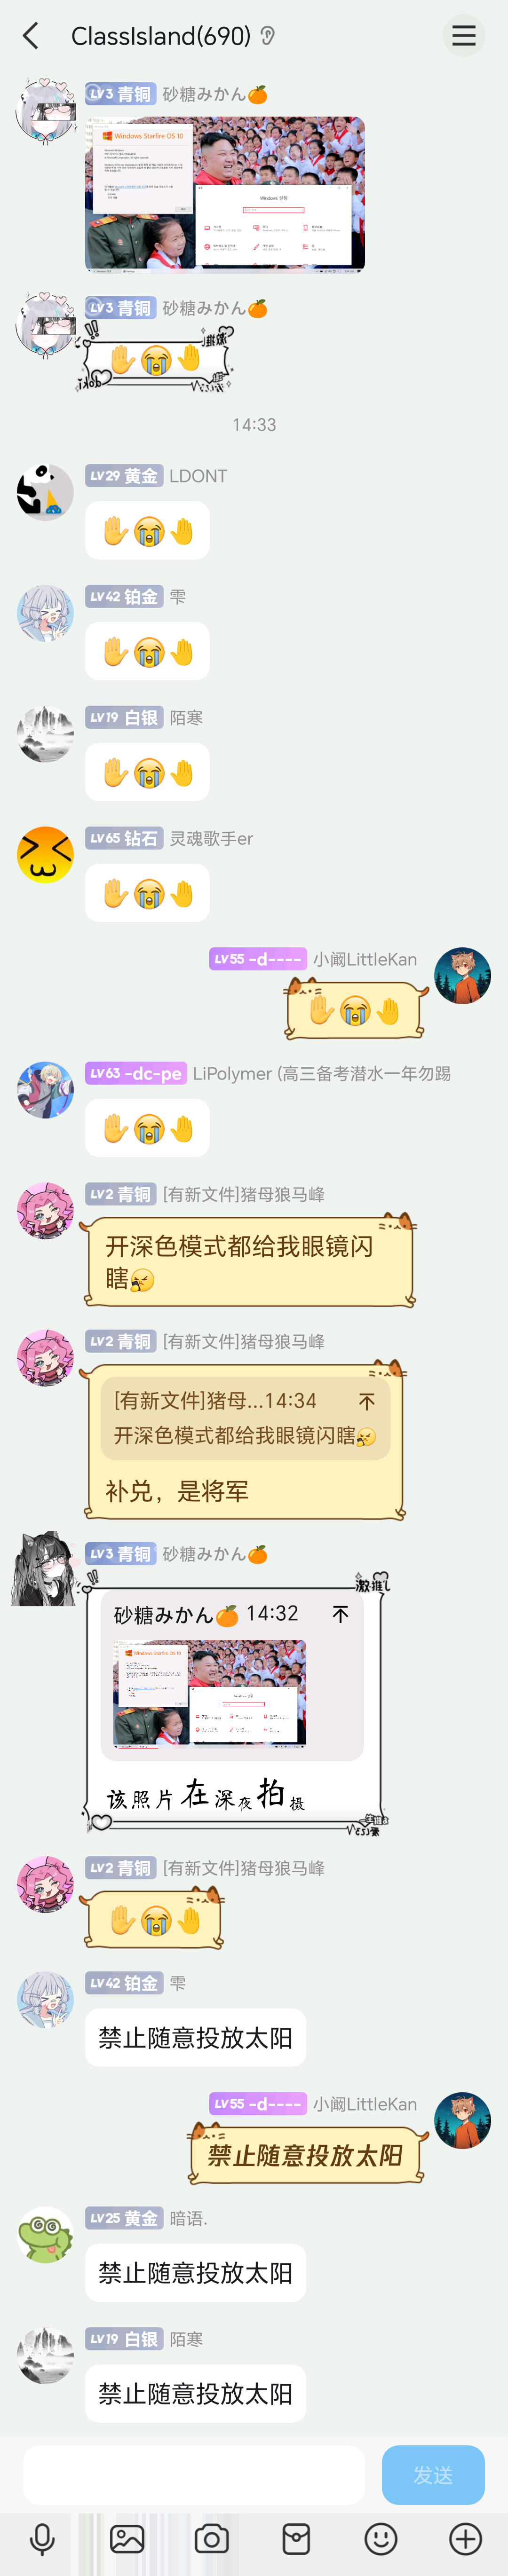 ClassIsland(690)
LV3 青铜 砂糖みかん🍊
Windows Starfire OS 10
Windows 설정
LV3 青铜 砂糖みかん🍊
✋😭🤚
14:33
LV29 黄金 LDONT
✋😭🤚
LV42 铂金 雫
✋😭🤚
LV19 白银 陌寒
✋😭🤚
LV65 钻石 灵魂歌手er
✋😭🤚
LV55 -d---- 小阚LittleKan
✋😭🤚
LV63 -dc-pe LiPolymer (高三备考潜水一年勿踢
✋😭🤚
LV2 青铜 [有新文件]猪母狼马峰
开深色模式都给我眼镜闪
瞎
LV2 青铜 [有新文件]猪母狼马峰
[有新文件]猪母...14:34
开深色模式都给我眼镜闪瞎
补兑，是将军
LV3 青铜 砂糖みかん🍊
砂糖みかん🍊 14:32
Windows Starfire OS 10
该照片在深夜拍摄
LV2 青铜 [有新文件]猪母狼马峰
✋😭🤚
LV42 铂金 雫
禁止随意投放太阳
LV55 -d---- 小阚LittleKan
禁止随意投放太阳
LV25 黄金 暗语.
禁止随意投放太阳
LV19 白银 陌寒
禁止随意投放太阳
发送